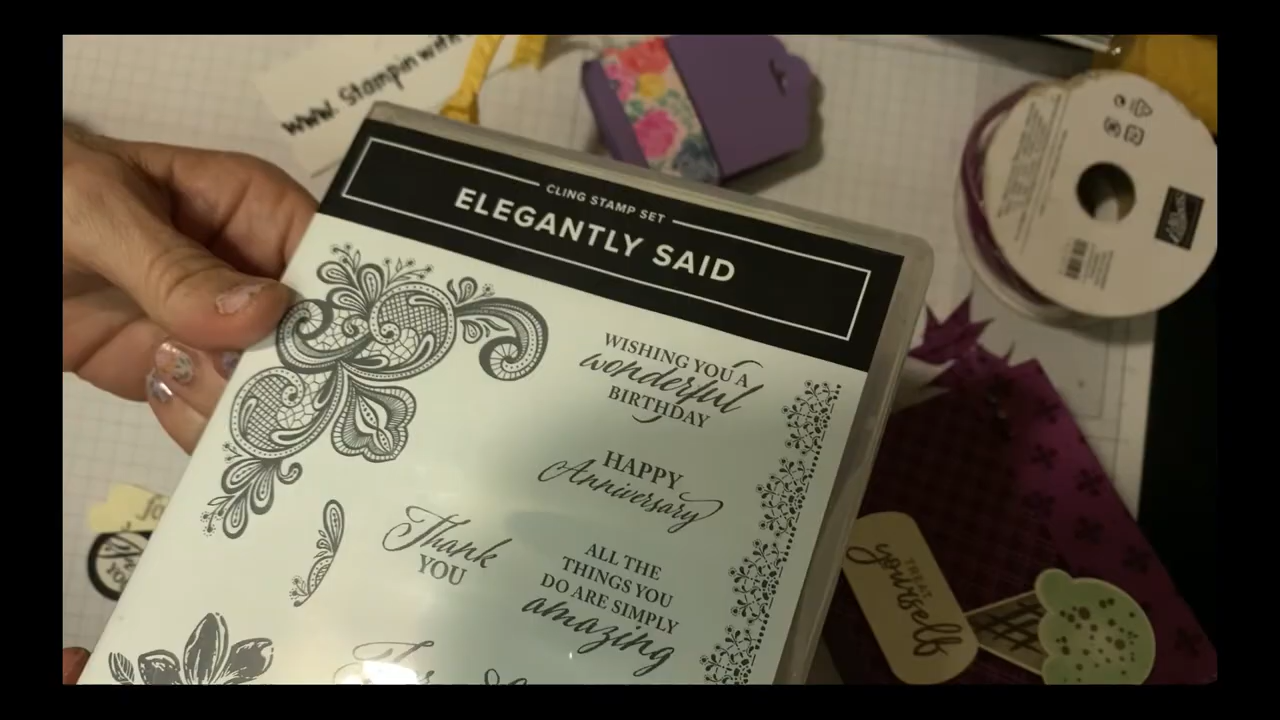 www.Stampin with
CLING STAMP SET
ELEGANTLY SAID
WISHING YOU A
wonderful
BIRTHDAY
HAPPY
Anniversary
Thank
YOU
ALL THE
THINGS YOU
DO ARE SIMPLY
amazing
TREAT
yourself